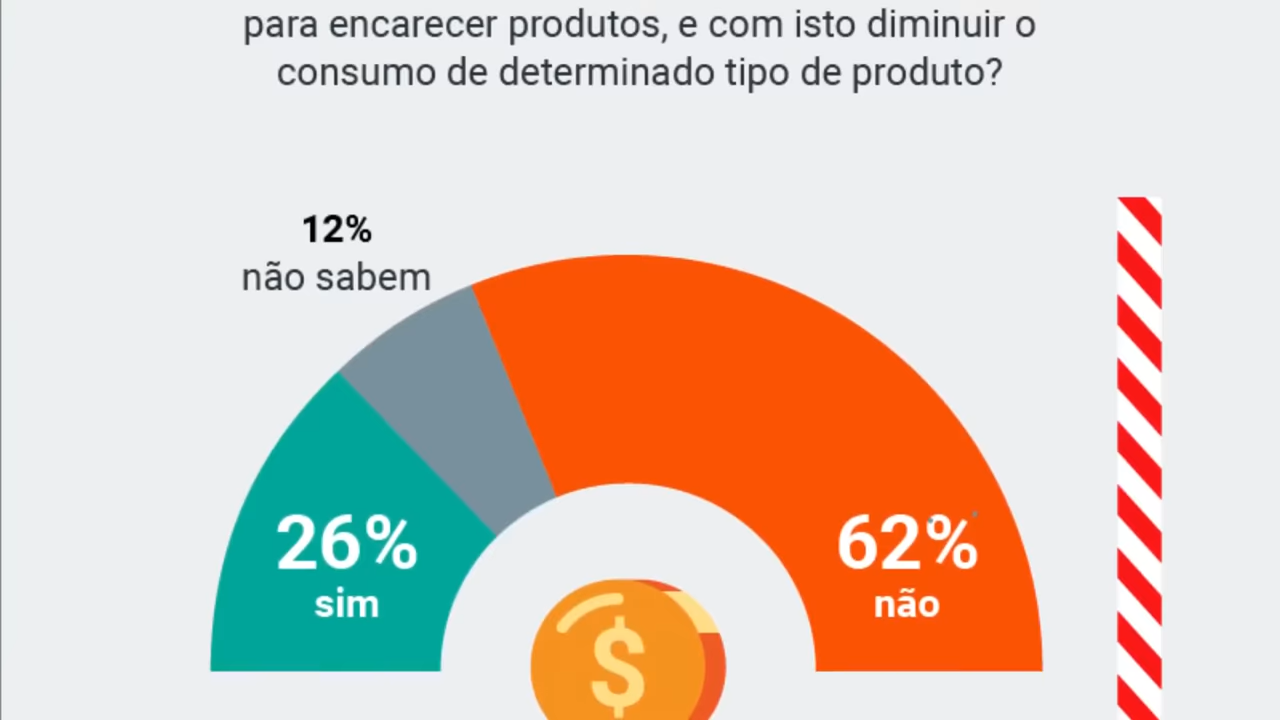 para encarecer produtos, e com isto diminuir o
consumo de determinado tipo de produto?
12%
não sabem
26%
sim
62%
não
$